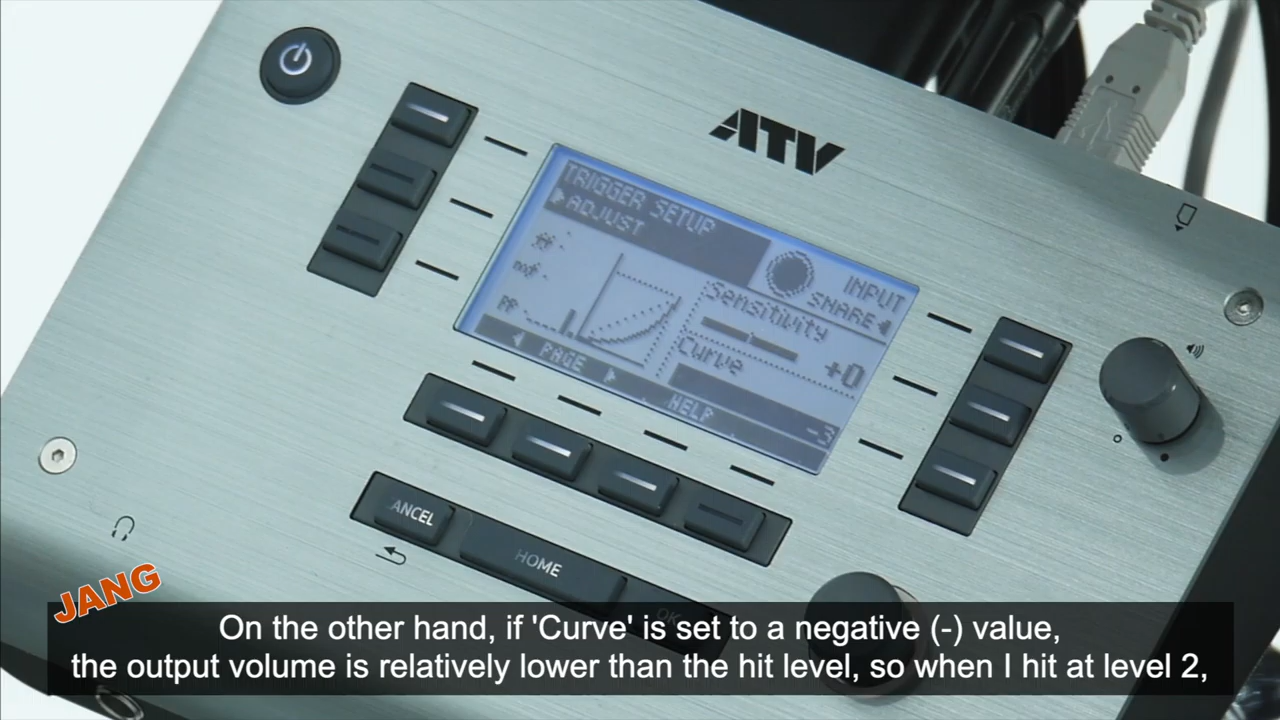 ATV
TRIGGER SETUP
ADJUST
INPUT
SNARE
ff
mf
PP
Sensitivity
+0
Curve
-3
PAGE
HELP
ANCEL
HOME
OK
JANG
On the other hand, if 'Curve' is set to a negative (-) value,
the output volume is relatively lower than the hit level, so when I hit at level 2,